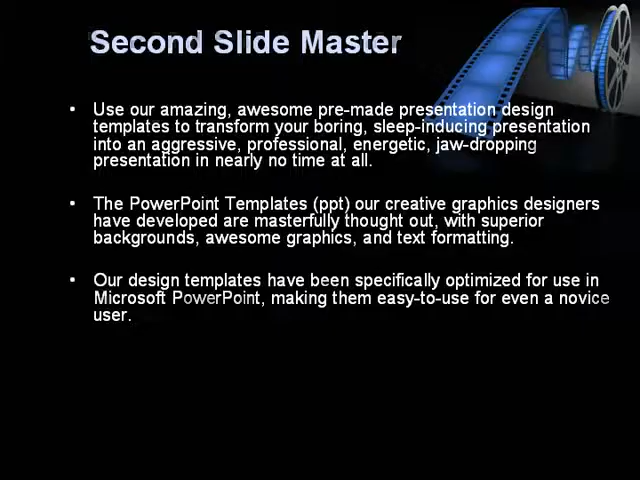 Second Slide Master
• Use our amazing, awesome pre-made presentation design
templates to transform your boring, sleep-inducing presentation
into an aggressive, professional, energetic, jaw-dropping
presentation in nearly no time at all.
• The PowerPoint Templates (ppt) our creative graphics designers
have developed are masterfully thought out, with superior
backgrounds, awesome graphics, and text formatting.
• Our design templates have been specifically optimized for use in
Microsoft PowerPoint, making them easy-to-use for even a novice
user.